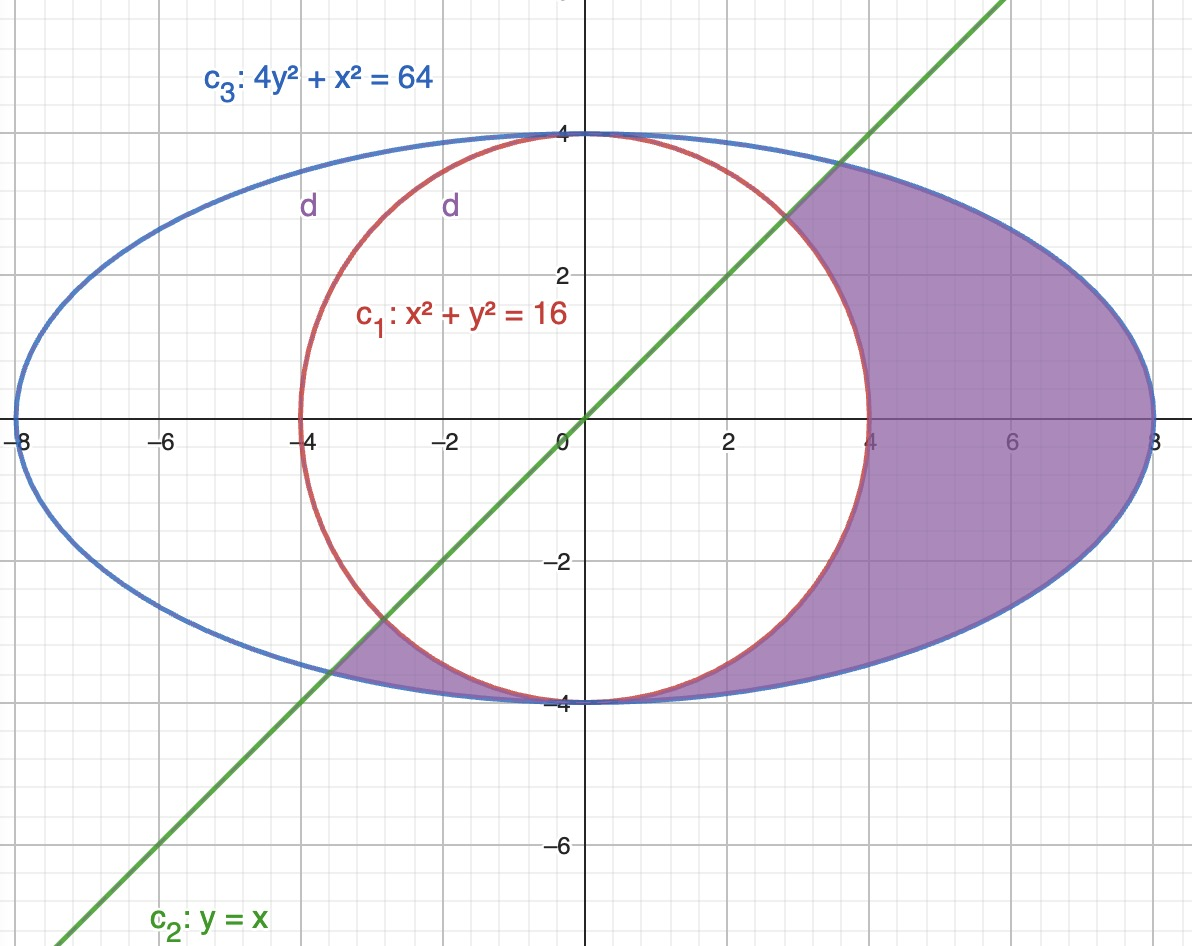 c₃: 4y² + x² = 64
4
d d
2
c₁: x² + y² = 16
–8 –6 –4 –2 0 2 4 6 8
–2
–4
–6
c₂: y = x